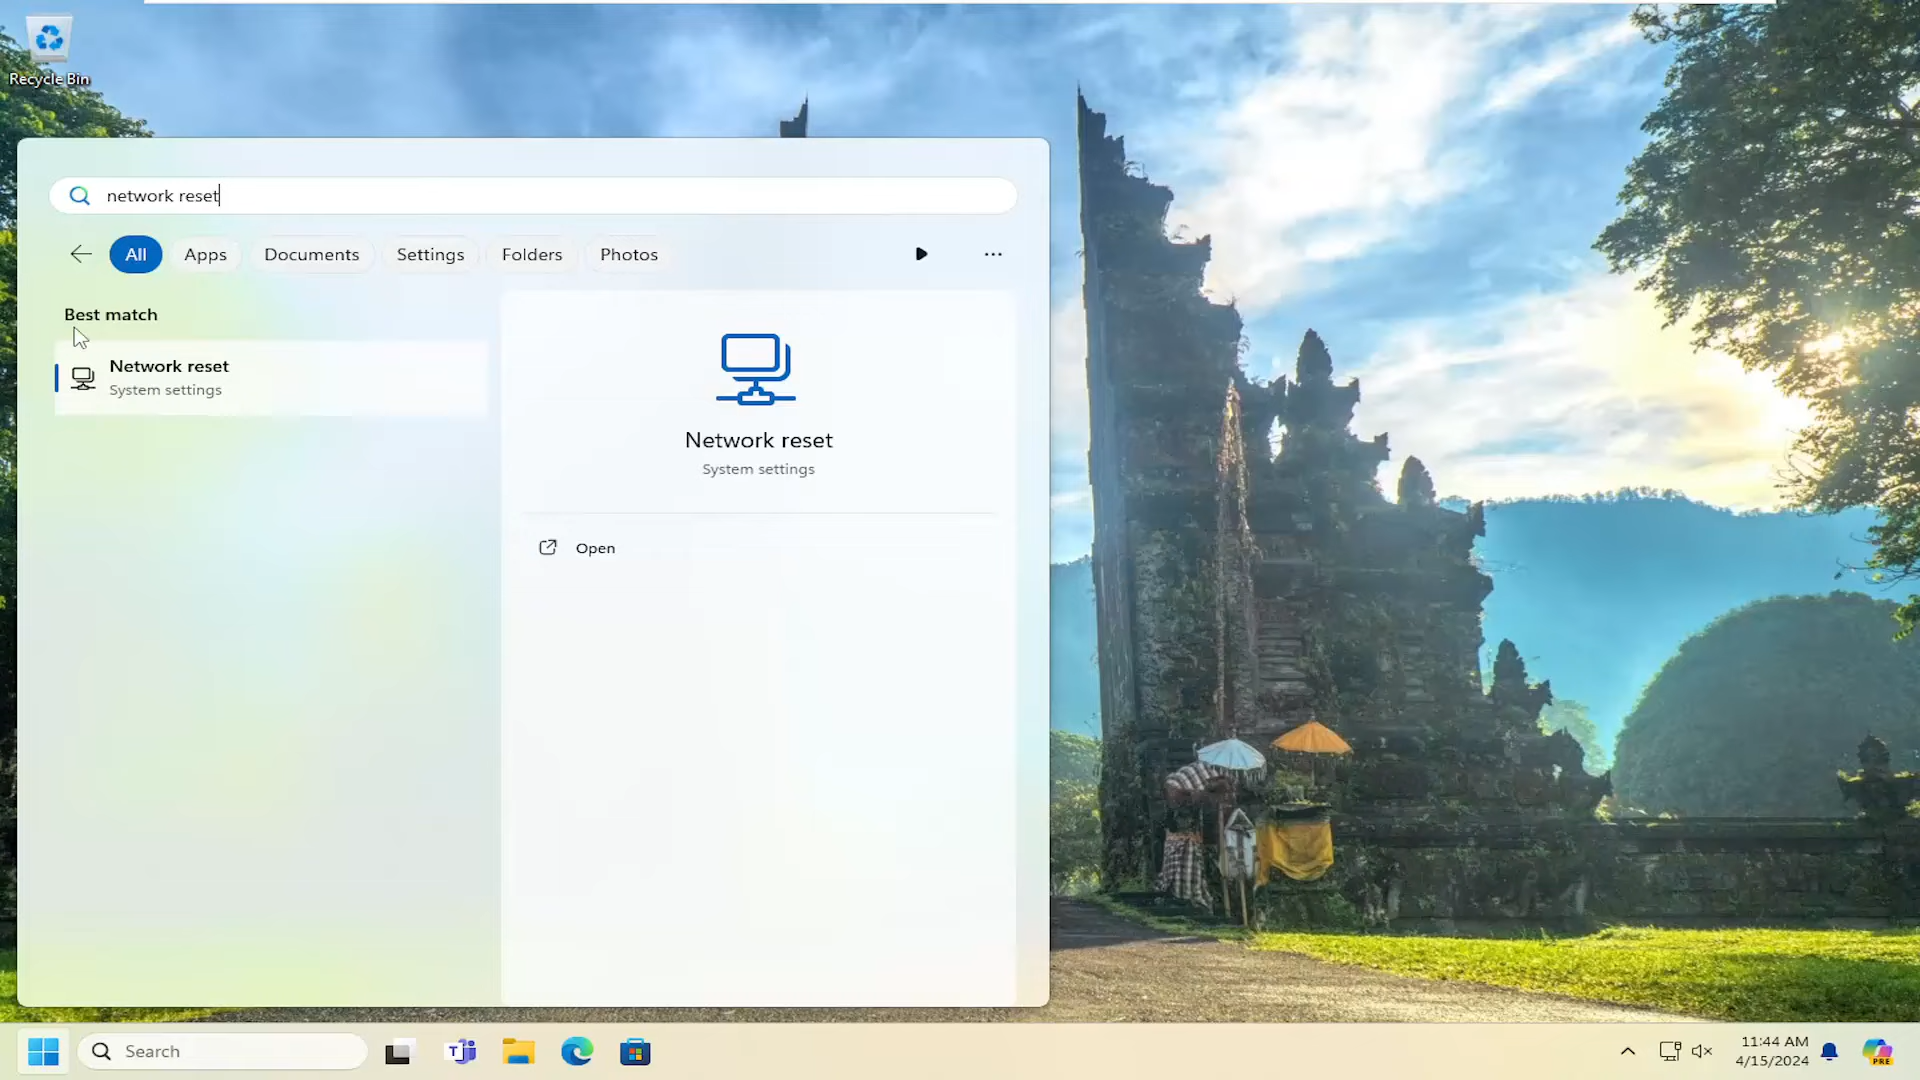 Recycle Bin
network reset
All Apps Documents Settings Folders Photos
Best match
Network reset
System settings
Network reset
System settings
Open
Search
11:44 AM
4/15/2024
PRE